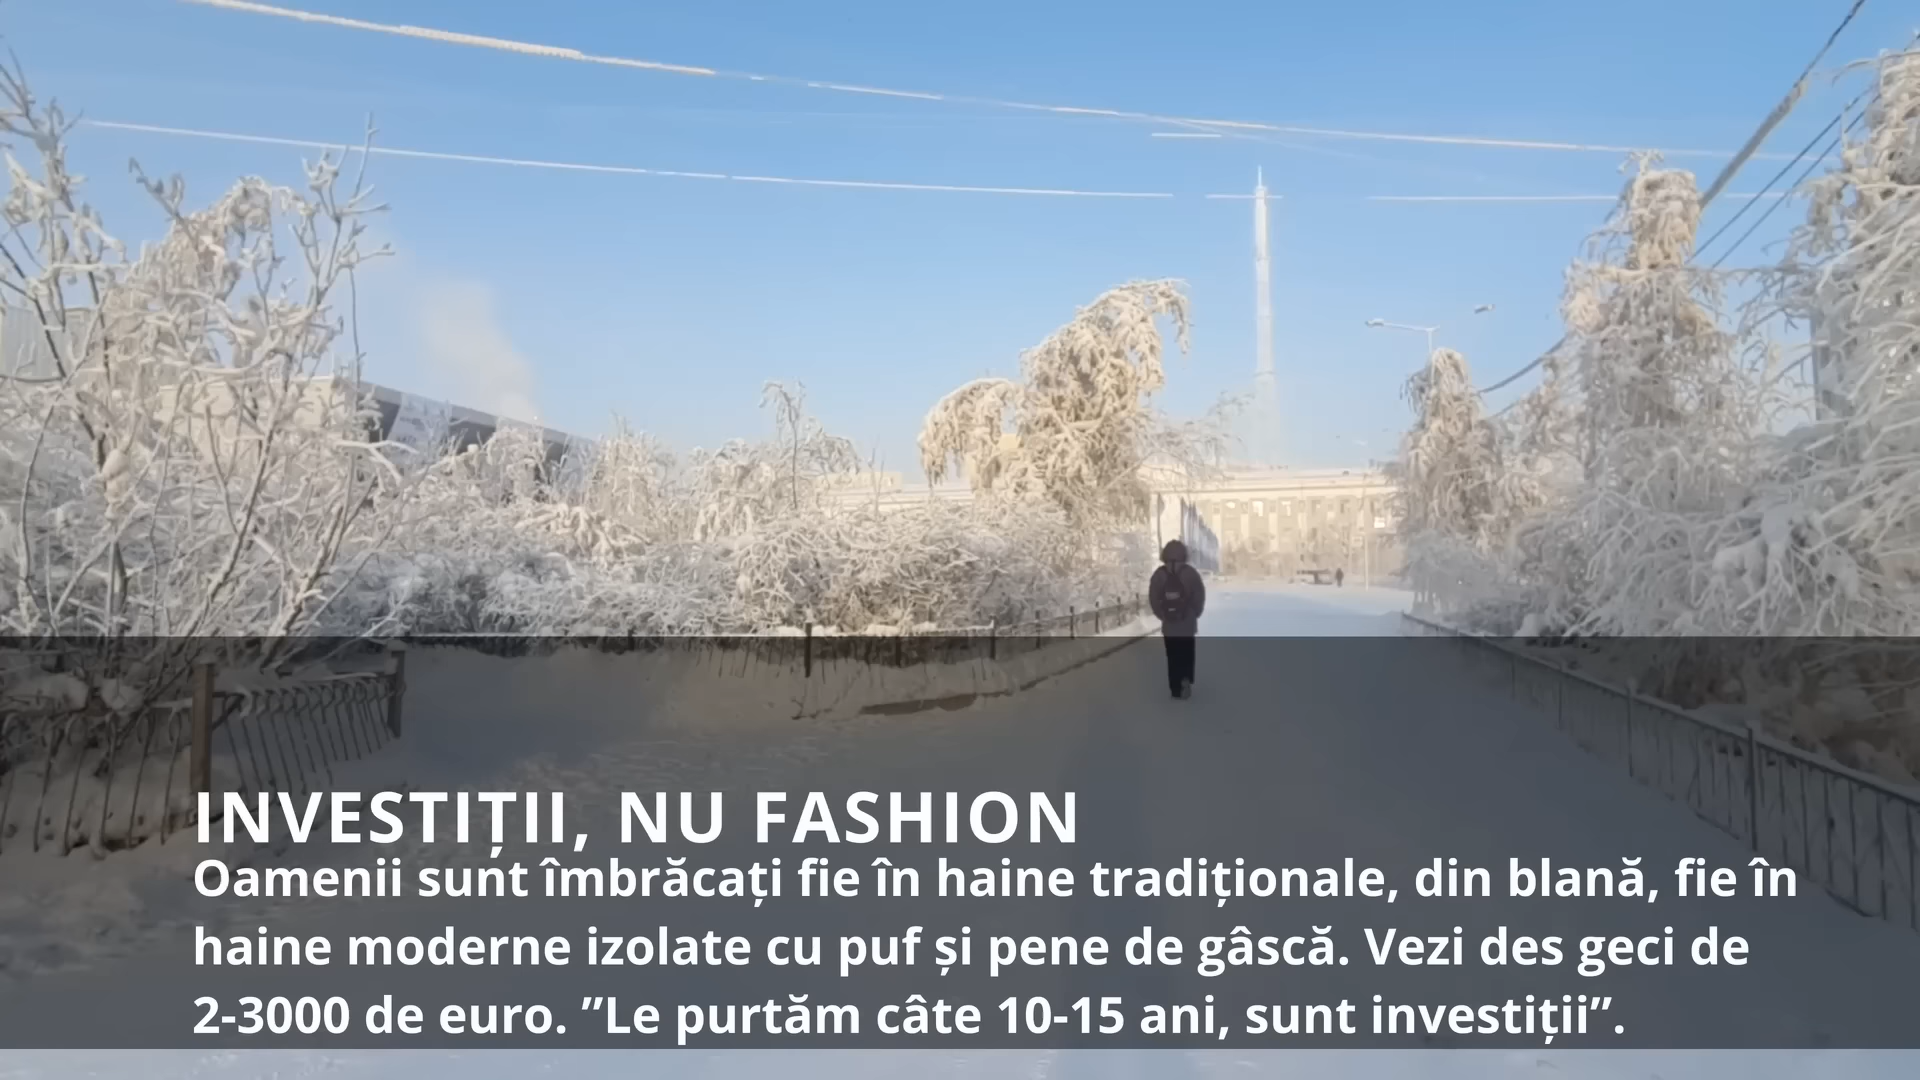 INVESTIȚII, NU FASHION
Oamenii sunt îmbrăcați fie în haine tradiționale, din blană, fie în
haine moderne izolate cu puf și pene de gâscă. Vezi des geci de
2-3000 de euro. ”Le purtăm câte 10-15 ani, sunt investiții”.